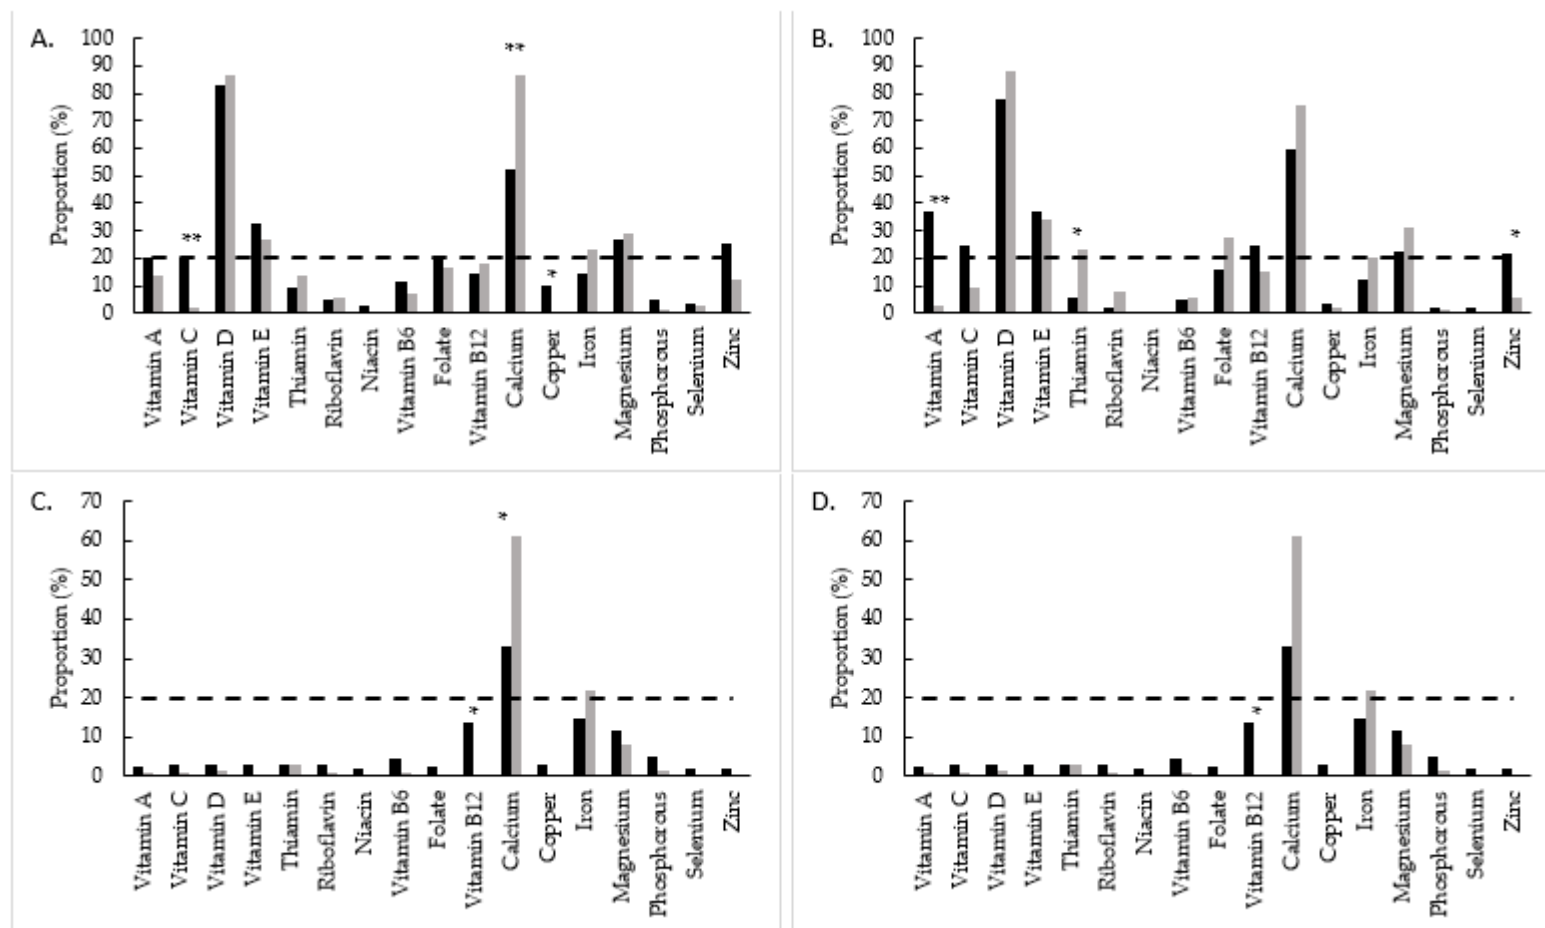 A.
Proportion (%)
100
90
80
70
60
50
40
30
20
10
0
**
**
*
Vitamin A
Vitamin C
Vitamin D
Vitamin E
Thiamin
Riboflavin
Niacin
Vitamin B6
Folate
Vitamin B12
Calcium
Copper
Iron
Magnesium
Phosphorous
Selenium
Zinc
B.
Proportion (%)
100
90
80
70
60
50
40
30
20
10
0
**
*
*
Vitamin A
Vitamin C
Vitamin D
Vitamin E
Thiamin
Riboflavin
Niacin
Vitamin B6
Folate
Vitamin B12
Calcium
Copper
Iron
Magnesium
Phosphorous
Selenium
Zinc
C.
Proportion (%)
70
60
50
40
30
20
10
0
*
*
Vitamin A
Vitamin C
Vitamin D
Vitamin E
Thiamin
Riboflavin
Niacin
Vitamin B6
Folate
Vitamin B12
Calcium
Copper
Iron
Magnesium
Phosphorous
Selenium
Zinc
D.
Proportion (%)
70
60
50
40
30
20
10
0
*
Vitamin A
Vitamin C
Vitamin D
Vitamin E
Thiamin
Riboflavin
Niacin
Vitamin B6
Folate
Vitamin B12
Calcium
Copper
Iron
Magnesium
Phosphorous
Selenium
Zinc